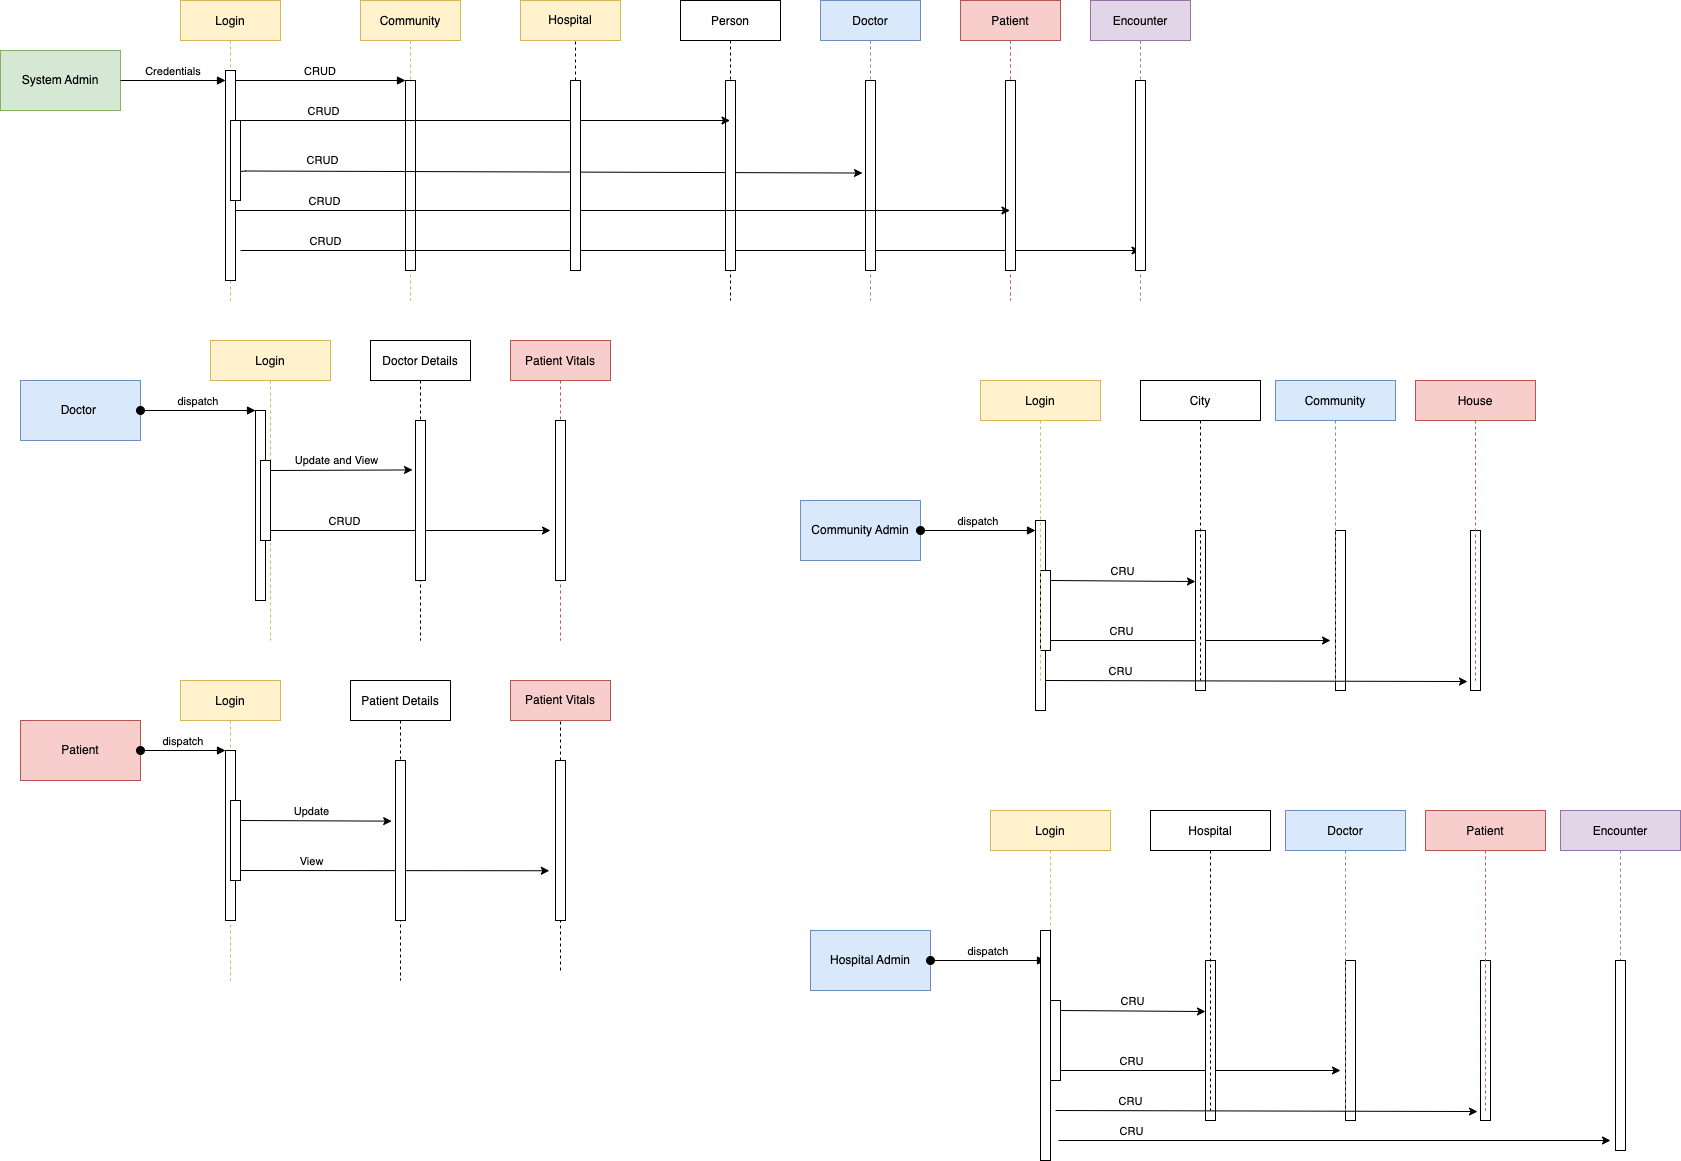 Login
Community
Hospital
Person
Doctor
Patient
Encounter
System Admin
Credentials
CRUD
CRUD
CRUD
CRUD
CRUD
Login
Doctor Details
Patient Vitals
Doctor
dispatch
Update and View
CRUD
Login
City
Community
House
Community Admin
dispatch
CRU
CRU
CRU
Login
Patient Details
Patient Vitals
Patient
dispatch
Update
View
Login
Hospital
Doctor
Patient
Encounter
Hospital Admin
dispatch
CRU
CRU
CRU
CRU